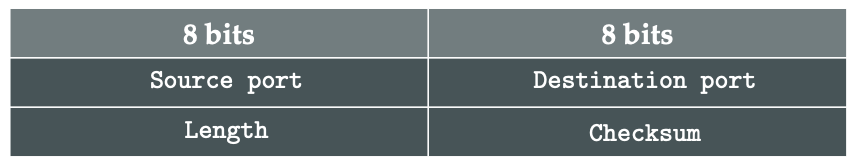 8 bits 8 bits
Source port Destination port
Length Checksum